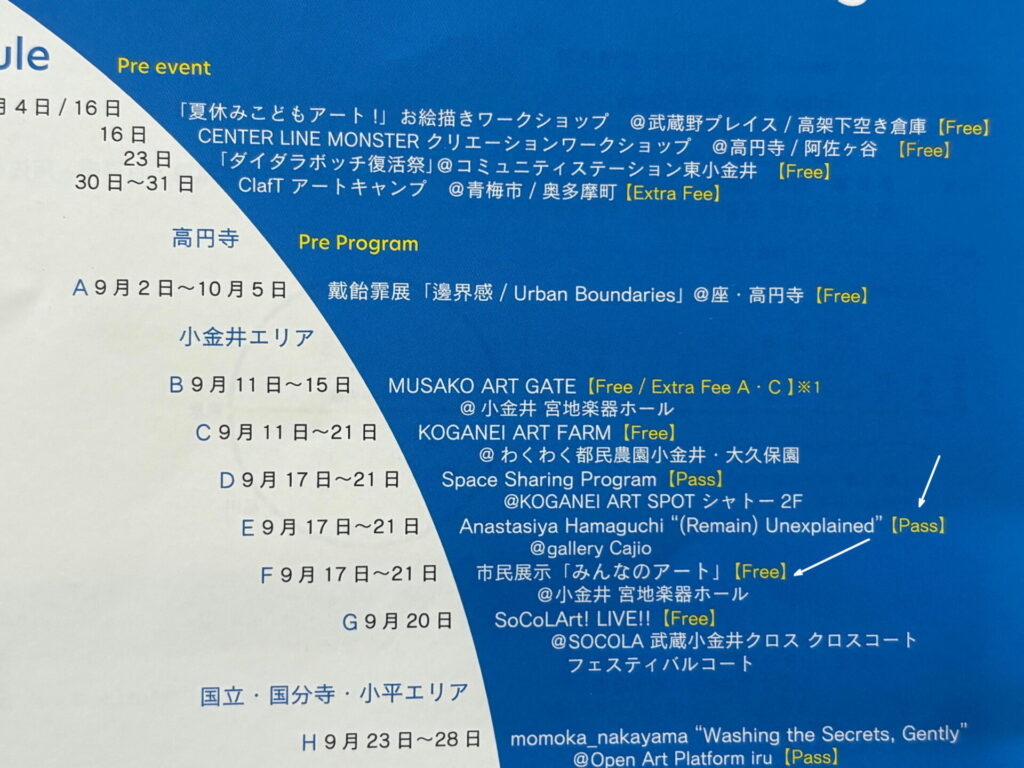 ule
Pre event
月4日 / 16日 「夏休みこどもアート!」お絵描きワークショップ @武蔵野プレイス / 高架下空き倉庫【Free】
16日 CENTER LINE MONSTER クリエーションワークショップ @高円寺 / 阿佐ヶ谷 【Free】
23日 「ダイダラボッチ復活祭」@コミュニティステーション東小金井 【Free】
30日〜31日 ClafT アートキャンプ @青梅市 / 奥多摩町【Extra Fee】
高円寺 Pre Program
A 9月2日〜10月5日 戴飴霏展「邊界感 / Urban Boundaries」@座・高円寺【Free】
小金井エリア
B 9月11日〜15日 MUSAKO ART GATE【Free / Extra Fee A・C】※1
@ 小金井 宮地楽器ホール
C 9月11日〜21日 KOGANEI ART FARM【Free】
@ わくわく都民農園小金井・大久保園
D 9月17日〜21日 Space Sharing Program【Pass】
@KOGANEI ART SPOT シャトー 2F
E 9月17日〜21日 Anastasiya Hamaguchi “(Remain) Unexplained”【Pass】
@gallery Cajio
F 9月17日〜21日 市民展示「みんなのアート」【Free】
@小金井 宮地楽器ホール
G 9月20日 SoCoLArt! LIVE!!【Free】
@SOCOLA 武蔵小金井クロス クロスコート
フェスティバルコート
国立・国分寺・小平エリア
H 9月23日〜28日 momoka_nakayama “Washing the Secrets, Gently”
@Open Art Platform iru【Pass】